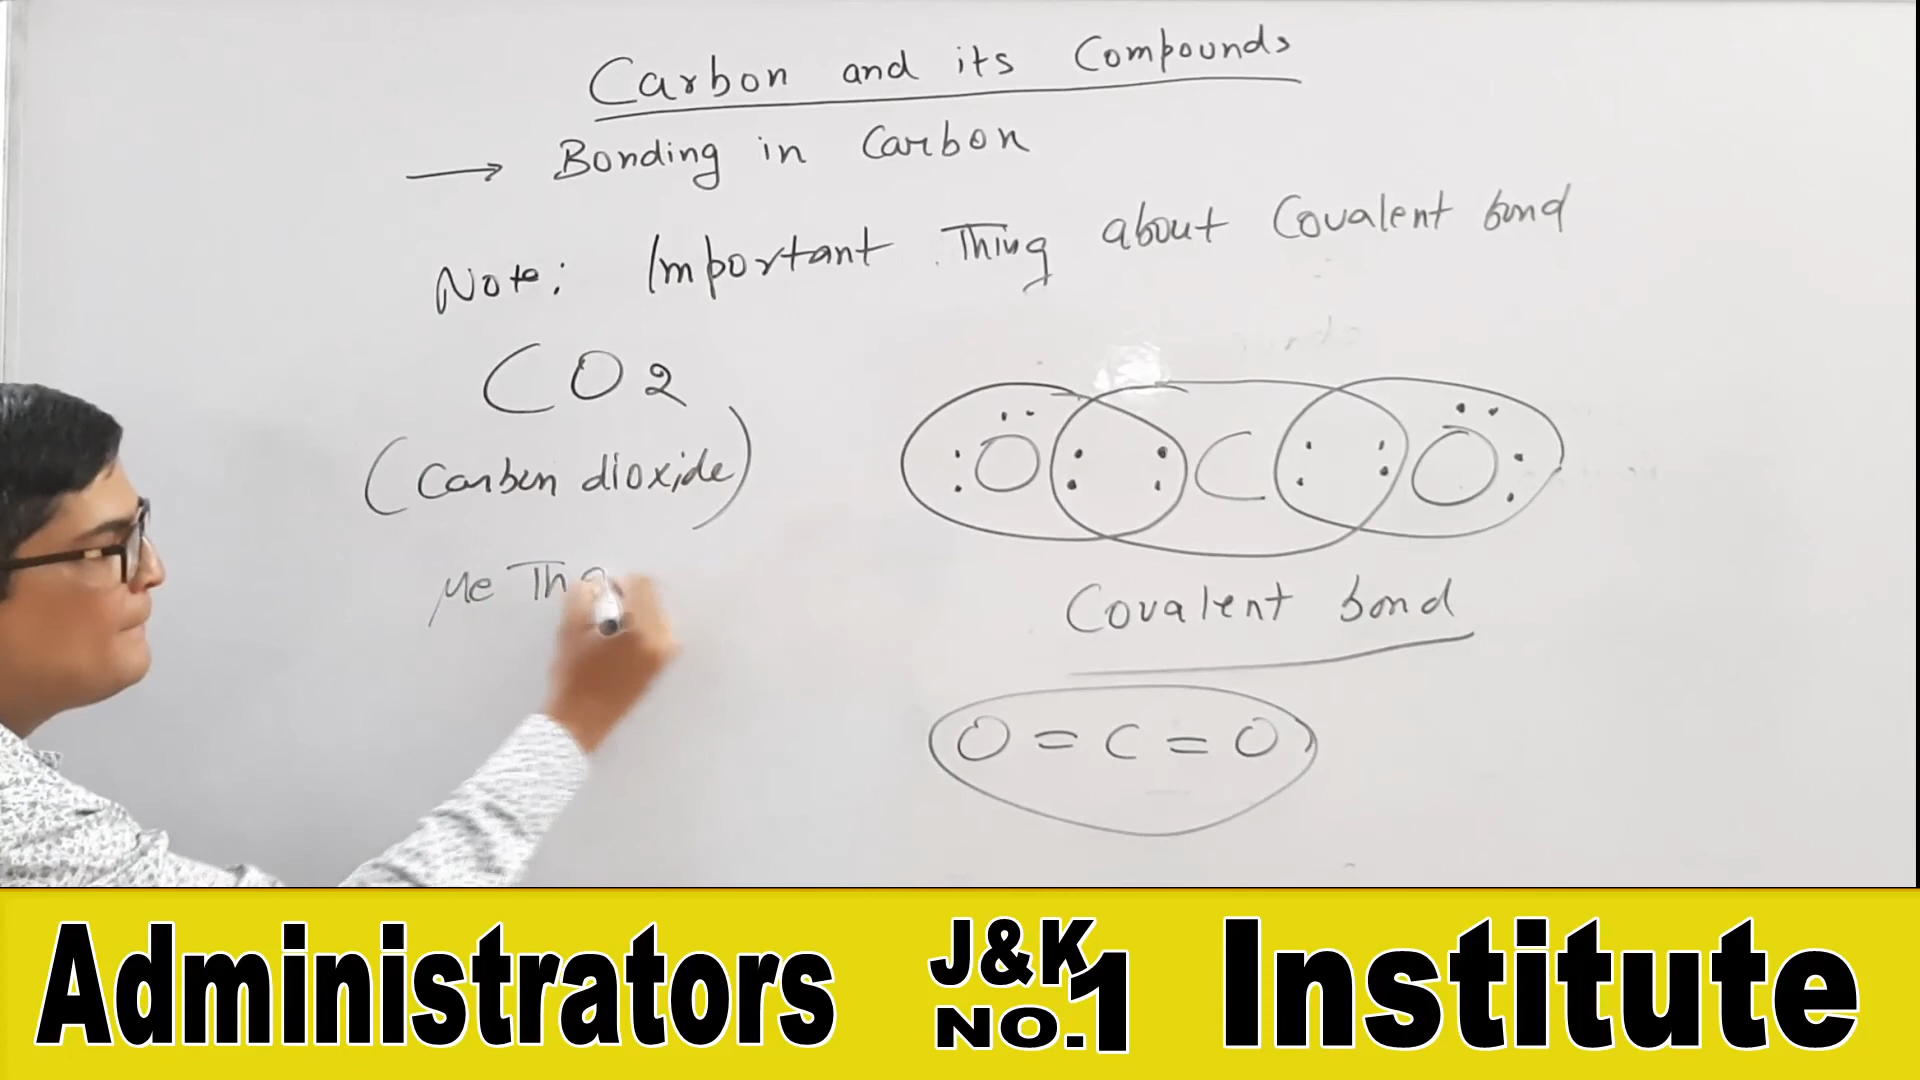 Carbon and its Compounds
→ Bonding in Carbon
Note: Important Thing about Covalent bond
CO2
(Carbon dioxide)
O C O
Me Tha
Covalent bond
O = C = O
Administrators J&K NO.1 Institute